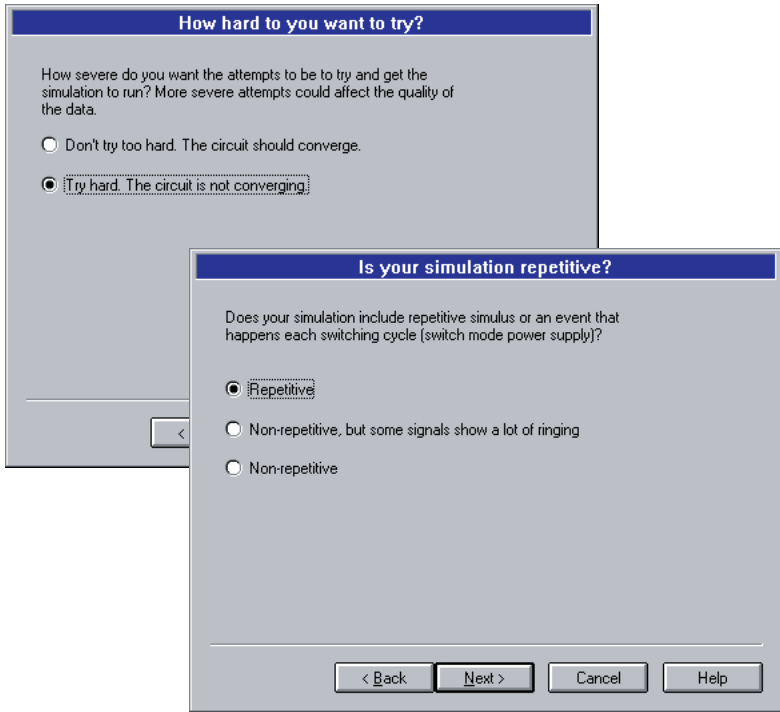 How hard to you want to try?
How severe do you want the attempts to be to try and get the
simulation to run? More severe attempts could affect the quality of
the data.
Don't try too hard. The circuit should converge.
Try hard. The circuit is not converging.
<
Is your simulation repetitive?
Does your simulation include repetitive simulus or an event that
happens each switching cycle (switch mode power supply)?
Repetitive
Non-repetitive, but some signals show a lot of ringing
Non-repetitive
< Back Next > Cancel Help